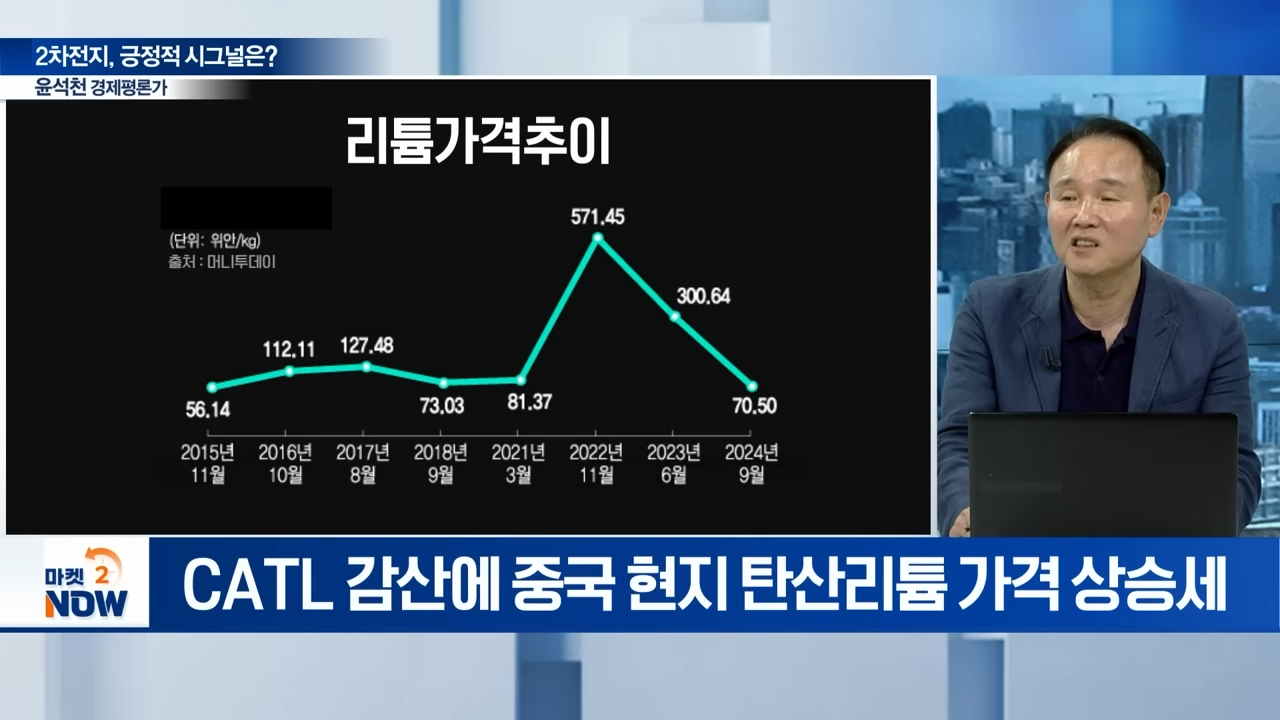 2차전지, 긍정적 시그널은?
윤석천 경제평론가
리튬가격추이
(단위: 위안/kg)
출처 : 머니투데이
56.14
112.11
127.48
73.03
81.37
571.45
300.64
70.50
2015년 2016년 2017년 2018년 2021년 2022년 2023년 2024년
11월 10월 8월 9월 3월 11월 6월 9월
마켓 2
NOW
CATL 감산에 중국 현지 탄산리튬 가격 상승세